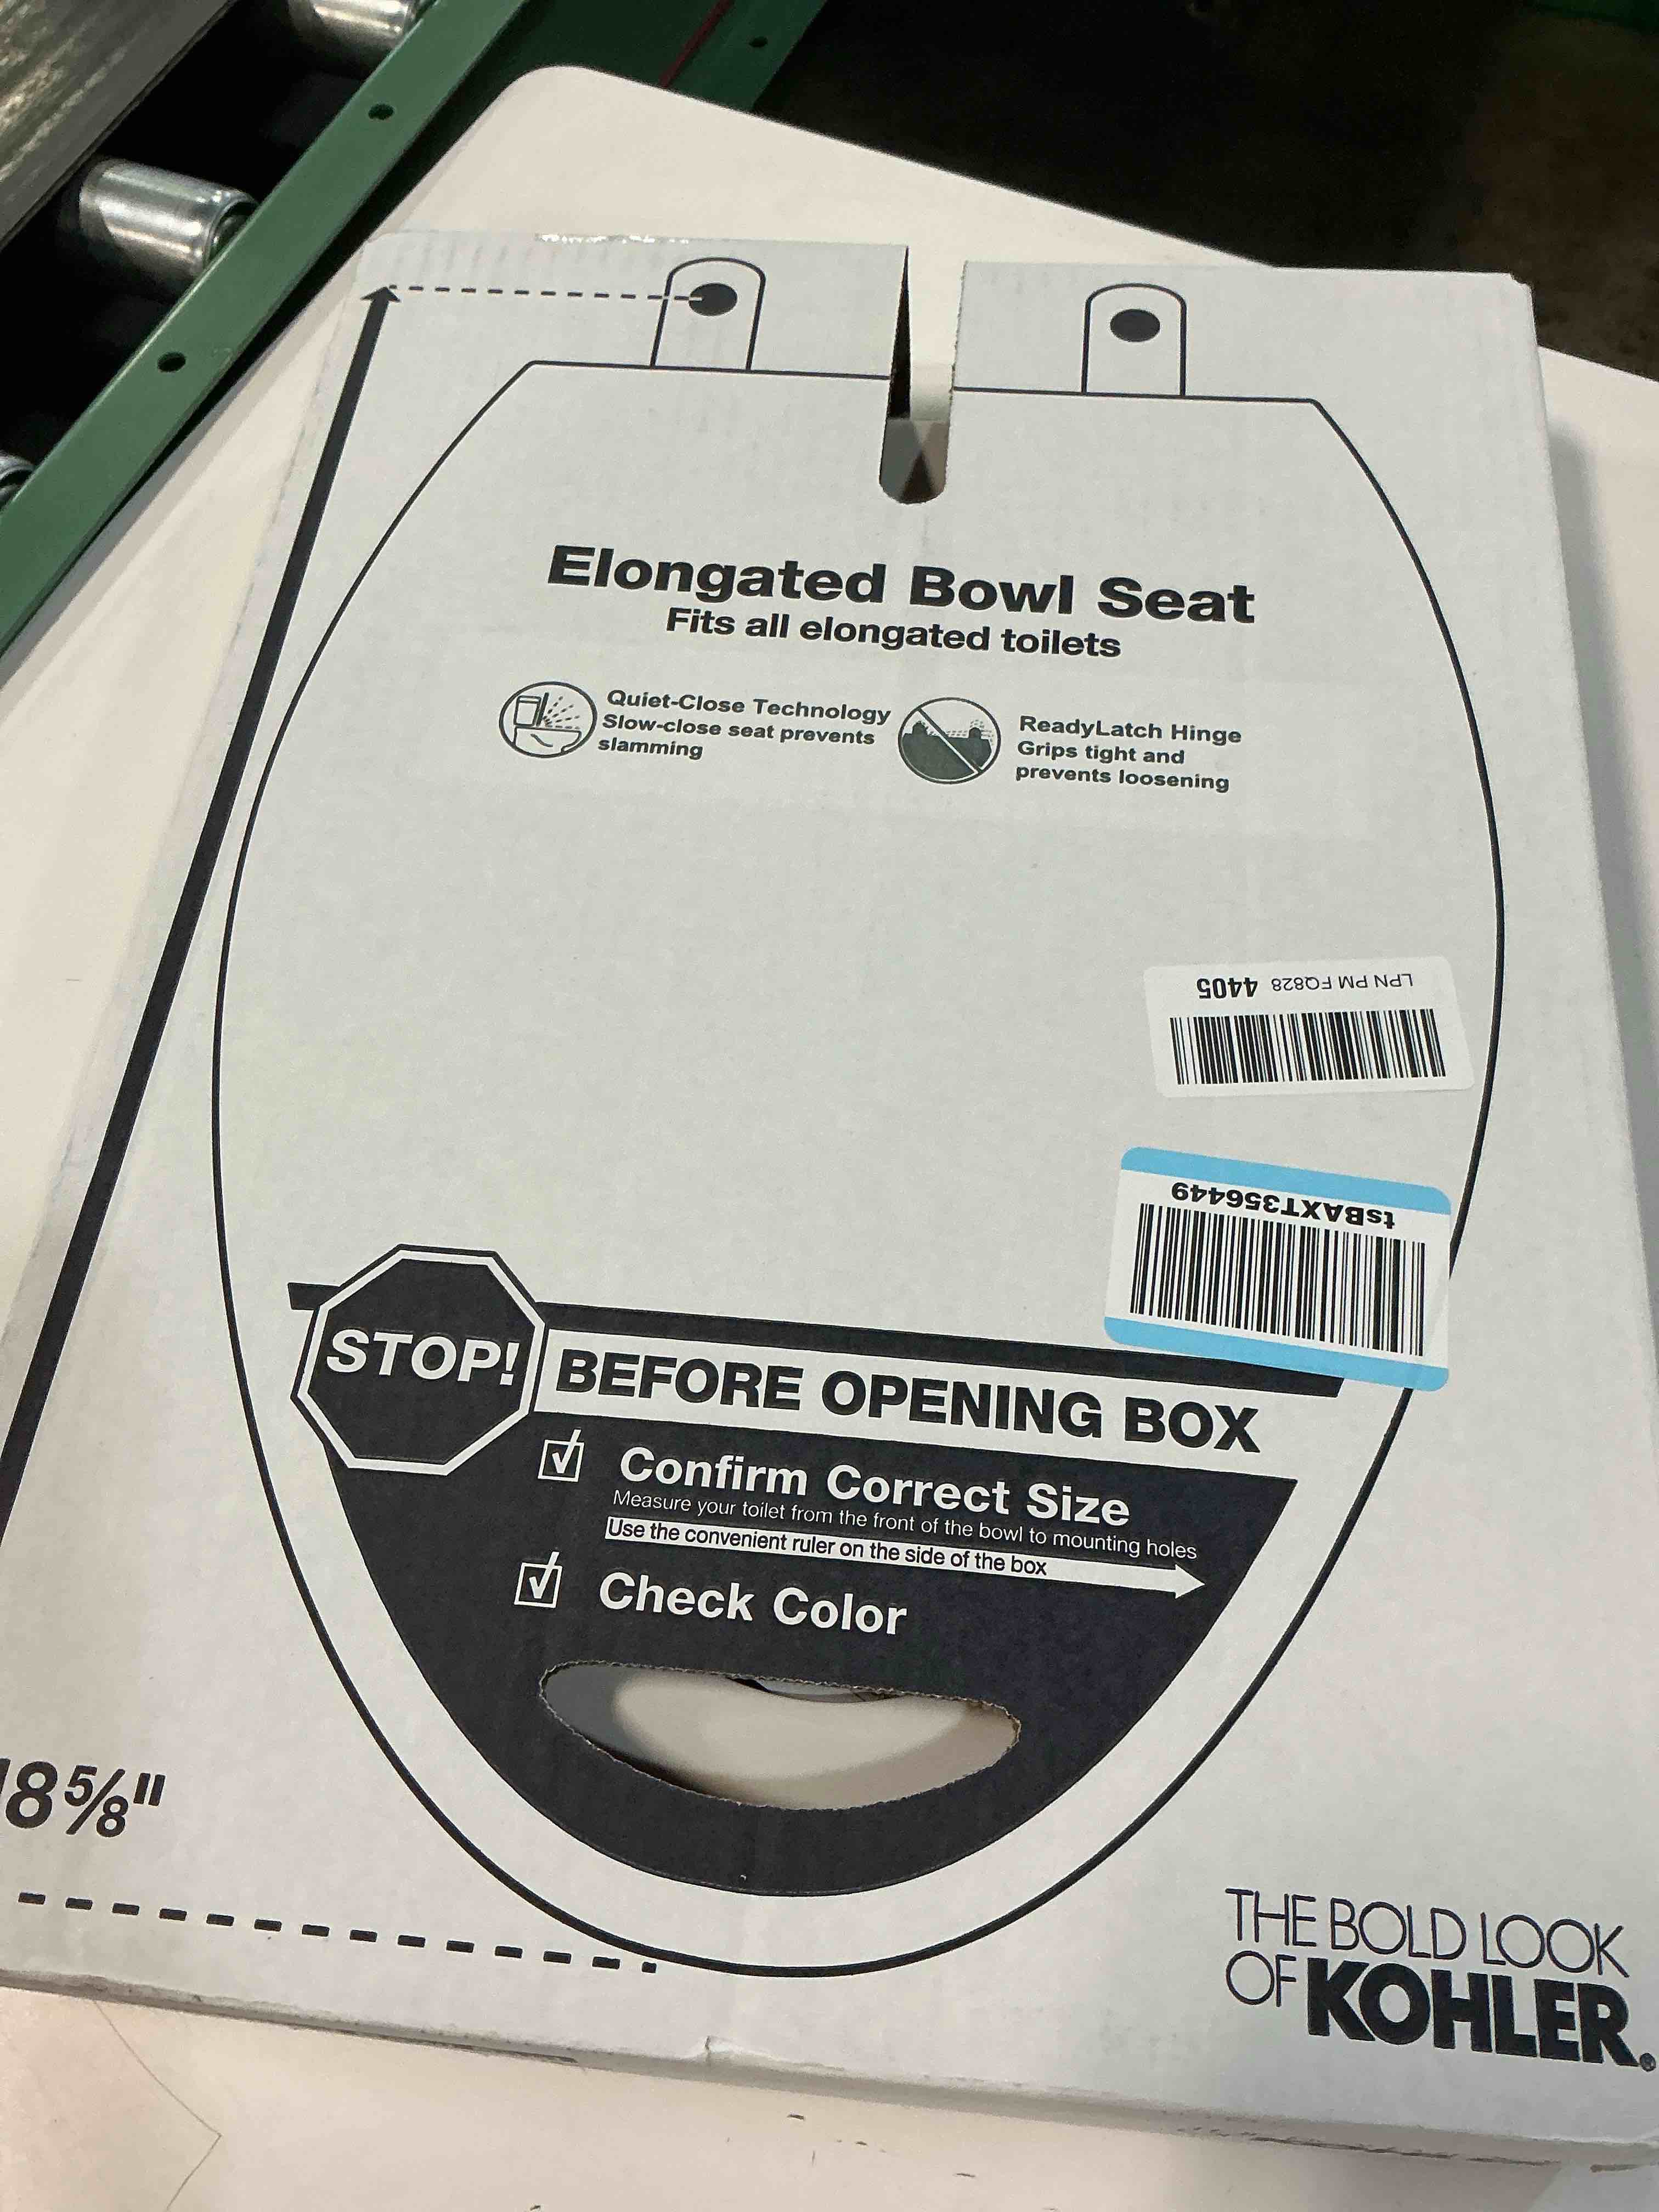 Elongated Bowl Seat
Fits all elongated toilets
Quiet-Close Technology
Slow-close seat prevents
slamming
ReadyLatch Hinge
Grips tight and
prevents loosening
LPN PM FQ828 4405
tsBAXT356449
STOP!
BEFORE OPENING BOX
Confirm Correct Size
Measure your toilet from the front of the bowl to mounting holes
Use the convenient ruler on the side of the box
Check Color
18 5/8"
THE BOLD LOOK
OF KOHLER®